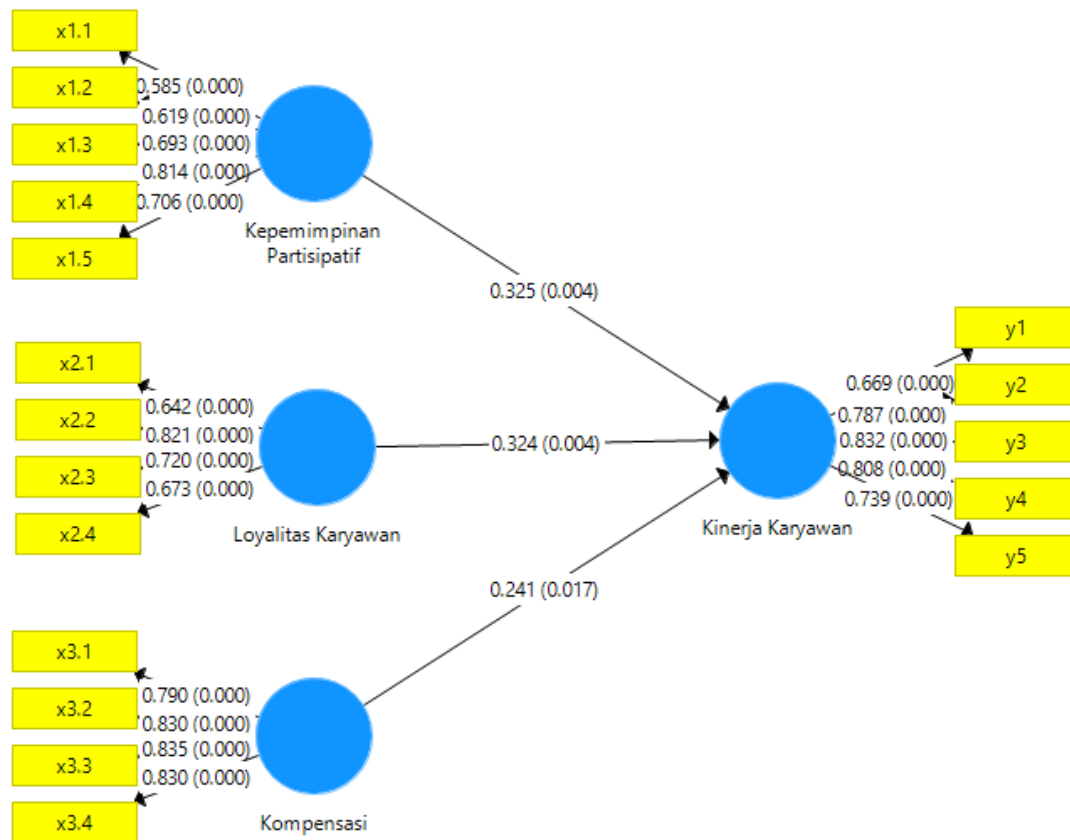 x1.1
x1.2
x1.3
x1.4
x1.5
0.585 (0.000)
0.619 (0.000)
0.693 (0.000)
0.814 (0.000)
0.706 (0.000)
Kepemimpinan
Partisipatif
0.325 (0.004)
x2.1
x2.2
x2.3
x2.4
0.642 (0.000)
0.821 (0.000)
0.720 (0.000)
0.673 (0.000)
Loyalitas Karyawan
0.324 (0.004)
x3.1
x3.2
x3.3
x3.4
0.790 (0.000)
0.830 (0.000)
0.835 (0.000)
0.830 (0.000)
Kompensasi
0.241 (0.017)
Kinerja Karyawan
0.669 (0.000)
0.787 (0.000)
0.832 (0.000)
0.808 (0.000)
0.739 (0.000)
y1
y2
y3
y4
y5